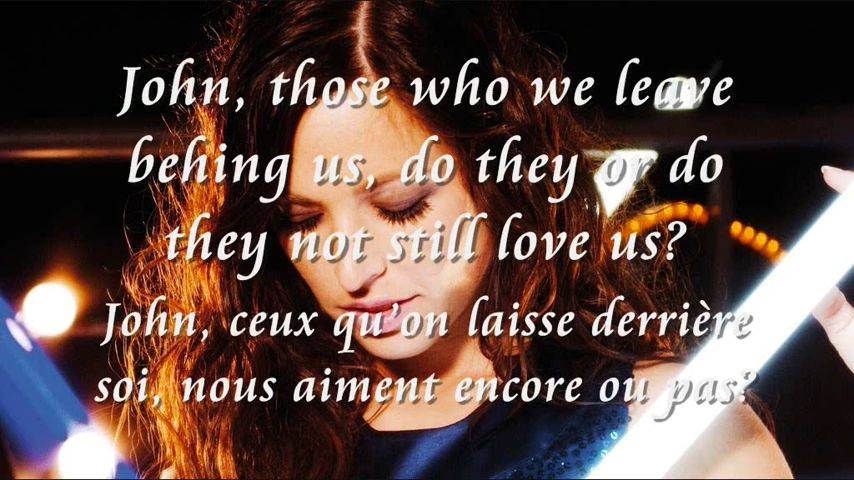 John, those who we leave
behing us, do they or do
they not still love us?
John, ceux qu'on laisse derrière
soi, nous aiment encore ou pas?